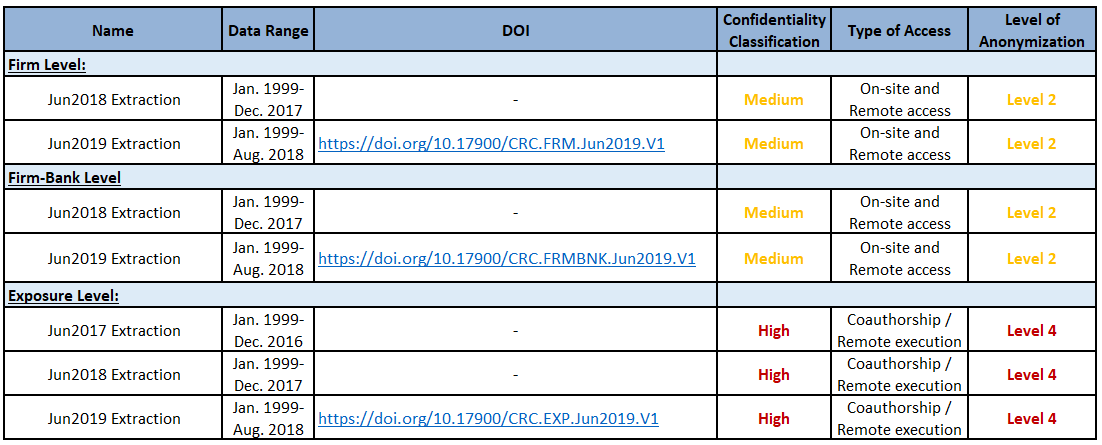 Name Data Range DOI Confidentiality Classification Type of Access Level of Anonymization
Firm Level:
Jun2018 Extraction Jan. 1999-Dec. 2017 - Medium On-site and Remote access Level 2
Jun2019 Extraction Jan. 1999-Aug. 2018 https://doi.org/10.17900/CRC.FRM.Jun2019.V1 Medium On-site and Remote access Level 2
Firm-Bank Level
Jun2018 Extraction Jan. 1999-Dec. 2017 - Medium On-site and Remote access Level 2
Jun2019 Extraction Jan. 1999-Aug. 2018 https://doi.org/10.17900/CRC.FRMBNK.Jun2019.V1 Medium On-site and Remote access Level 2
Exposure Level:
Jun2017 Extraction Jan. 1999-Dec. 2016 - High Coauthorship / Remote execution Level 4
Jun2018 Extraction Jan. 1999-Dec. 2017 - High Coauthorship / Remote execution Level 4
Jun2019 Extraction Jan. 1999-Aug. 2018 https://doi.org/10.17900/CRC.EXP.Jun2019.V1 High Coauthorship / Remote execution Level 4